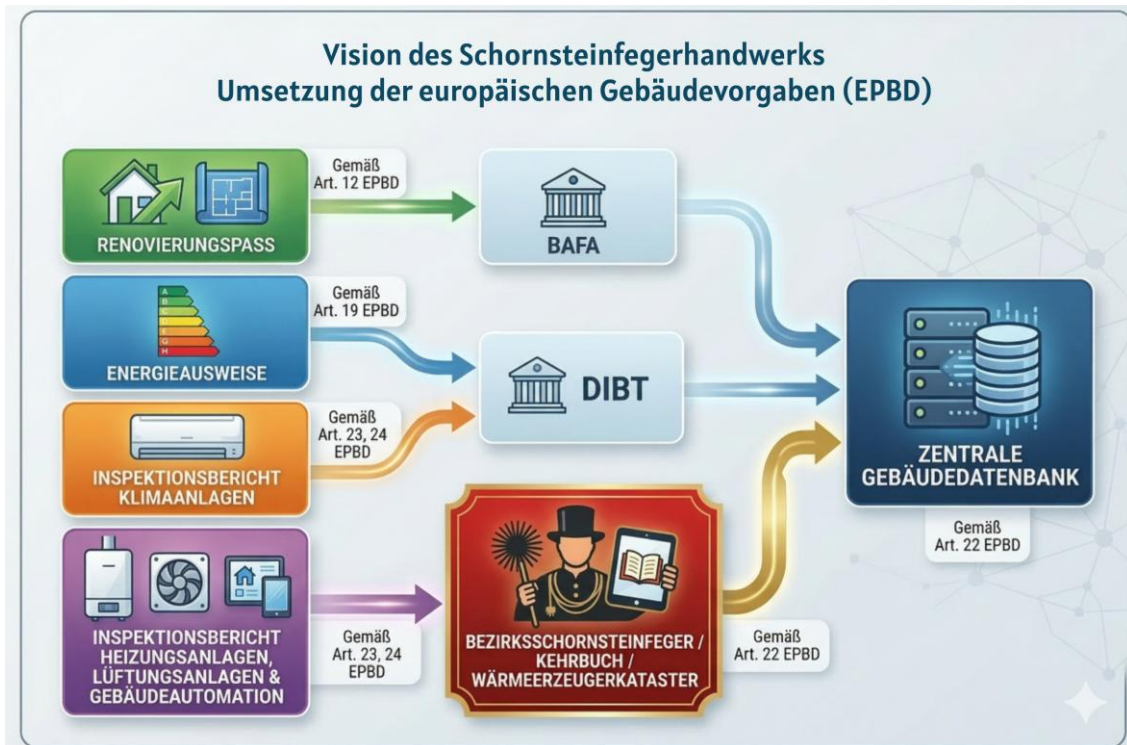 Vision des Schornsteinfegerhandwerks
Umsetzung der europäischen Gebäudevorgaben (EPBD)
RENOVIERUNGSPASS
Gemäß
Art. 12 EPBD
BAFA
A
B
C
D
E
G
H
ENERGIEAUSWEISE
Gemäß
Art. 19 EPBD
DIBT
INSPEKTIONSBERICHT
KLIMAANLAGEN
Gemäß
Art. 23, 24
EPBD
INSPEKTIONSBERICHT
HEIZUNGSANLAGEN,
LÜFTUNGSANLAGEN &
GEBÄUDEAUTOMATION
Gemäß
Art. 23, 24
EPBD
BEZIRKSSCHORNSTEINFEGER /
KEHRBUCH /
WÄRMEERZEUGERKATASTER
Gemäß
Art. 22 EPBD
ZENTRALE
GEBÄUDEDATENBANK
Gemäß
Art. 22 EPBD